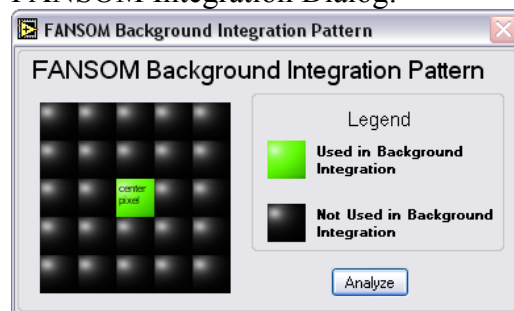 FANSOM Integration Dialog:
FANSOM Background Integration Pattern
FANSOM Background Integration Pattern
center
pixel
Legend
Used in Background
Integration
Not Used in Background
Integration
Analyze